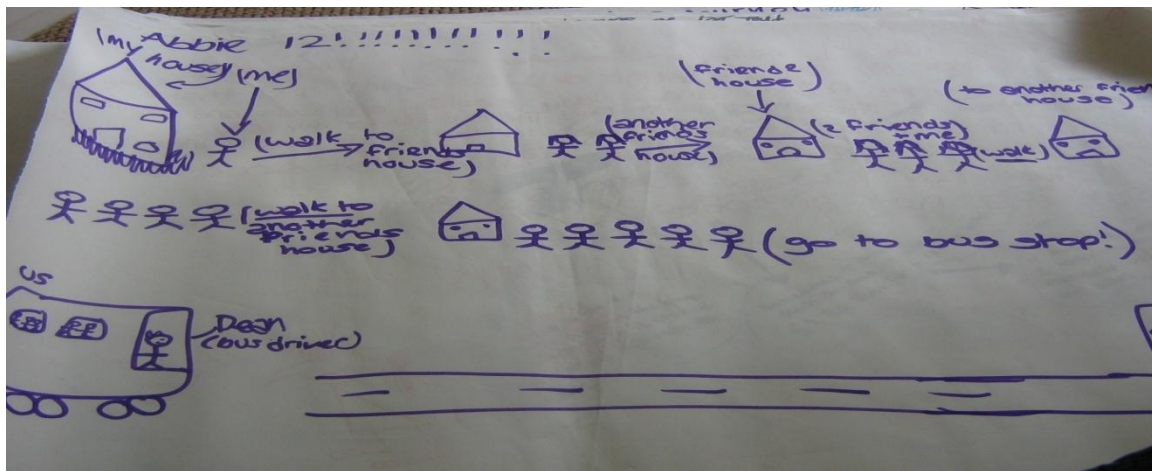 (my Abbie 12!!!!!!!!!!
house)
(me)
(walk to
friends
house)
(another
friends
house)
(friends
house)
(2 friends
+ me)
(walk)
(to another frien
house)
(walk to
another
friends
house)
(go to bus stop!)
us
Dean
(bus driver)